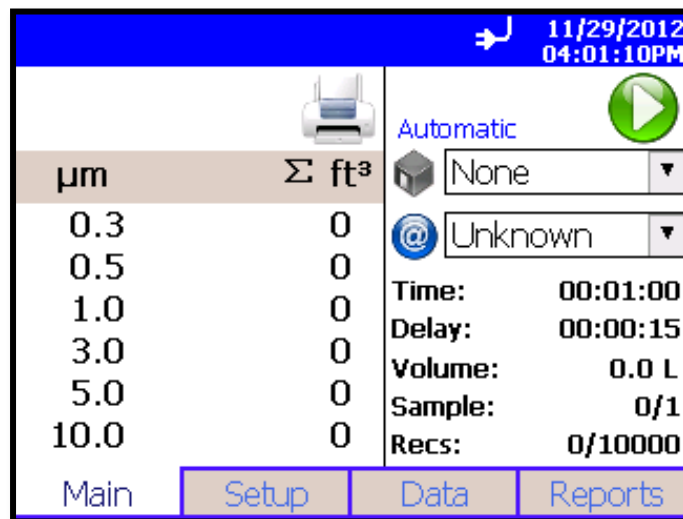 11/29/2012
04:01:10PM
µm Σ ft³
0.3 0
0.5 0
1.0 0
3.0 0
5.0 0
10.0 0
Automatic
None
@ Unknown
Time: 00:01:00
Delay: 00:00:15
Volume: 0.0 L
Sample: 0/1
Recs: 0/10000
Main Setup Data Reports